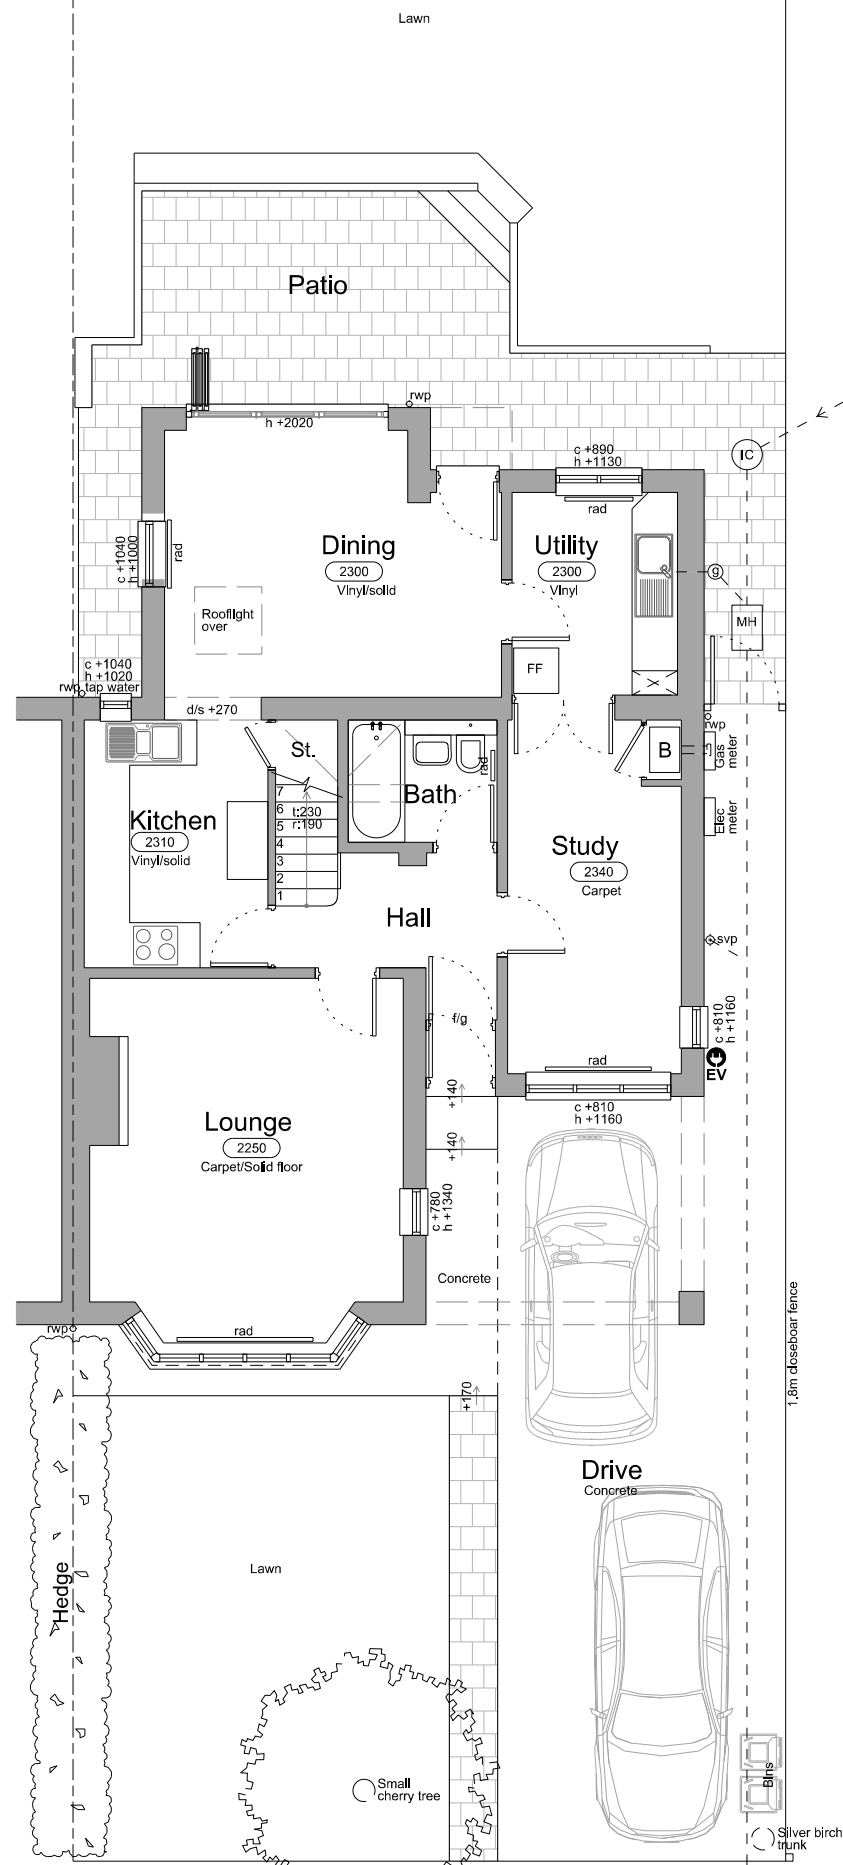 Lawn
Patio
rwp
h +2020
c +890
h +1130
IC
rad
c +1040
h +1000
rad
Dining
2300
Vinyl/solid
Utility
2300
Vinyl
g
Rooflight
over
MH
FF
c +1040
h +1020
rwp tap water
d/s +270
rwp
St.
B
Gas
meter
rad
Bath
7
6
5
4
3
2
1
t:230
r:190
Kitchen
2310
Vinyl/solid
Elec
meter
Study
2340
Carpet
Hall
svp
f/g
c +810
h +1160
EV
rad
+140
c +810
h +1160
Lounge
2250
Carpet/Solid floor
+140
c +780
h +1340
Concrete
1.8m closeboar fence
rwp
rad
+170
Drive
Concrete
Lawn
Hedge
Small
cherry tree
Bins
Silver birch
trunk